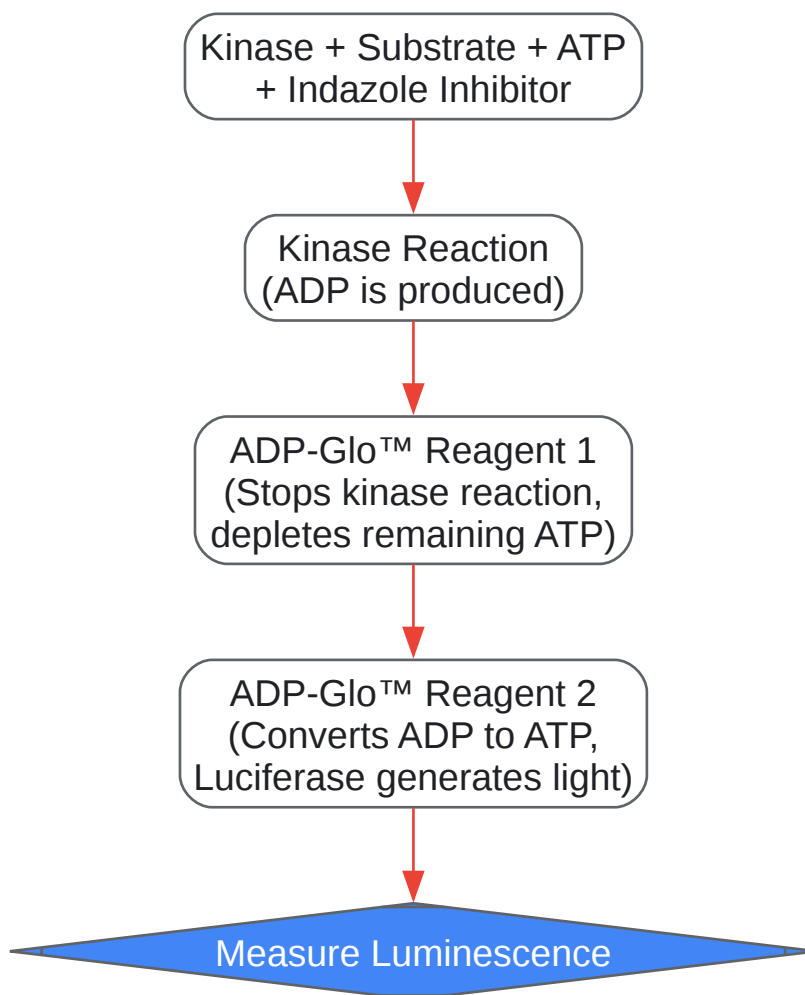 Kinase + Substrate + ATP
+ Indazole Inhibitor
Kinase Reaction
(ADP is produced)
ADP-Glo™ Reagent 1
(Stops kinase reaction,
depletes remaining ATP)
ADP-Glo™ Reagent 2
(Converts ADP to ATP,
Luciferase generates light)
Measure Luminescence